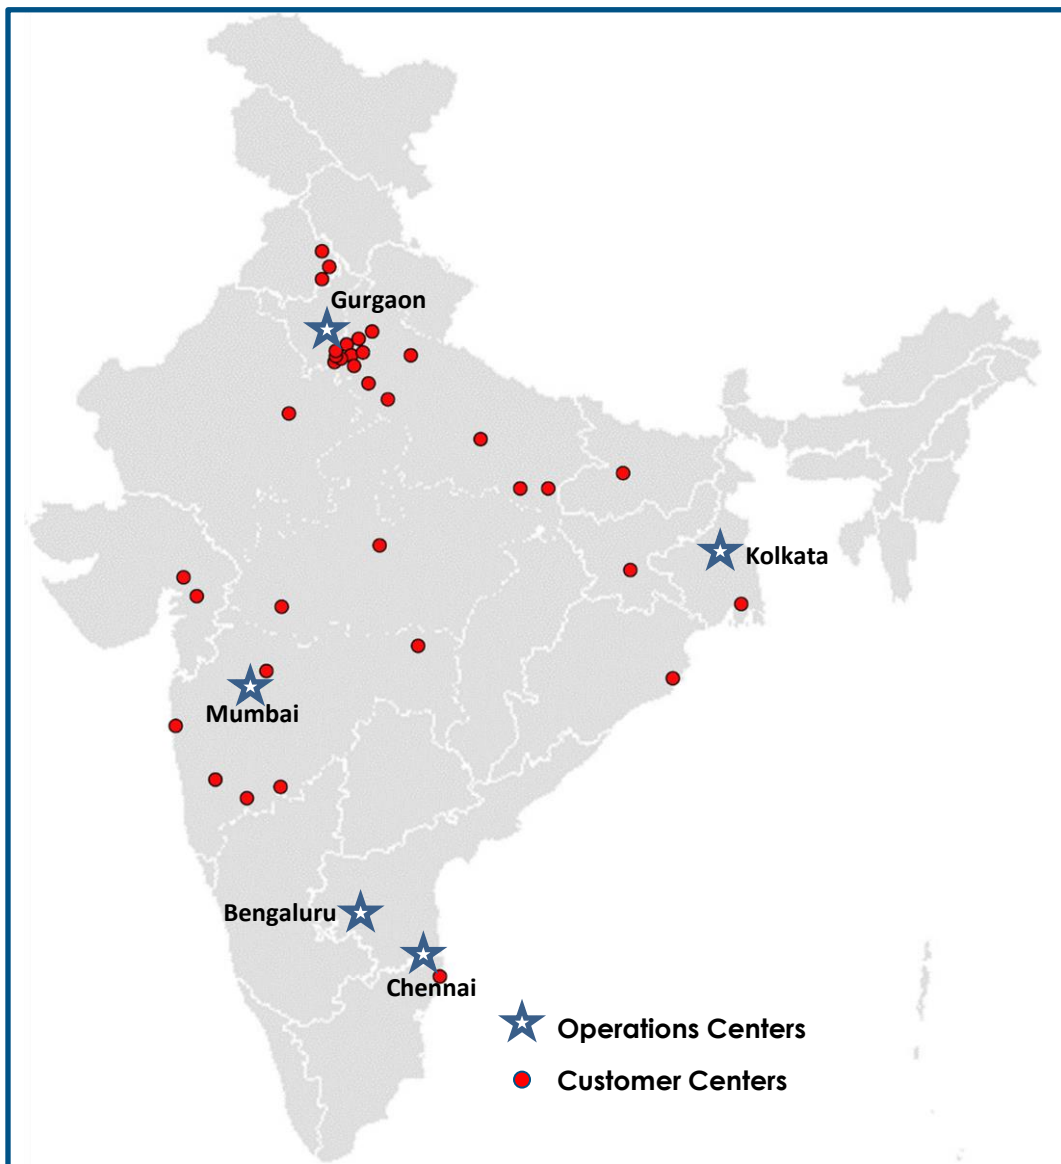 Gurgaon
Kolkata
Mumbai
Bengaluru
Chennai
Operations Centers
Customer Centers